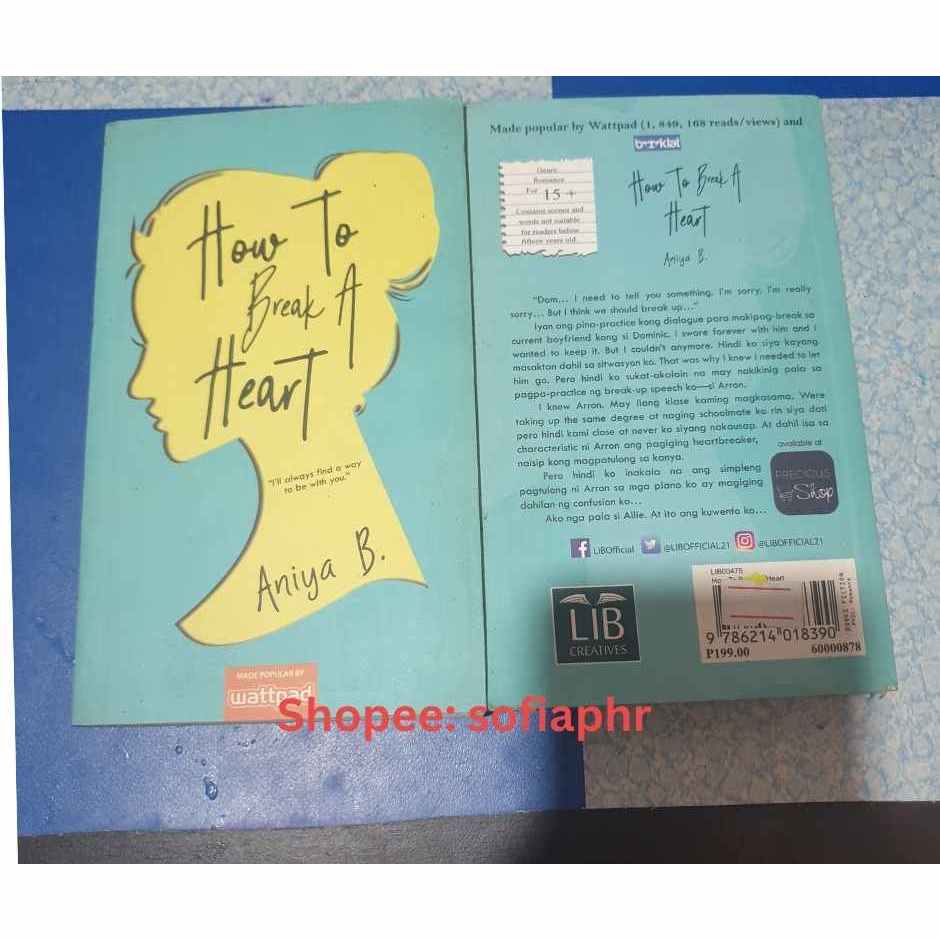 How To
Break A
Heart
"I'll always find a way
to be with you."
Aniya B.
MADE POPULAR BY
wattpad
Made popular by Wattpad (1, 849, 168 reads/views) and
Genre
Romance
For 15 +
Contains scenes and
words not suitable
for readers below
fifteen years old.
How To Break A
Heart
Aniya B.
"Dom... I need to tell you something. I'm sorry. I'm really
sorry... But I think we should break up..."
Iyan ang pina-practice kong dialogue para makipag-break sa
current boyfriend kong si Dominic. I swore forever with him and I
wanted to keep it. But I couldn't anymore. Hindi ko siya kayang
masaktan dahil sa sitwasyon ko. That was why I knew I needed to let
him go. Pero hindi ko sukat-akalain na may nakikinig pala sa
pagpa-practice ng break-up speech ko—si Arron.
I knew Arron. May ilang klase kaming magkasama. Were
taking up the same degree at naging schoolmate ko rin siya dati
pero hindi kami close at never ko siyang nakausap. At dahil isa sa
characteristic ni Arron ang pagiging heartbreaker,
naisip kong magpatulong sa kanya.
Pero hindi ko inakala na ang simpleng
pagtulong ni Arron sa mga plano ko ay magiging
dahilan ng confusion ko...
Ako nga pala si Allie. At ito ang kuwento ko...
available at
PRECIOUS
Shop
LIBOfficial
@LIBOFFICIAL21
@LIBOFFICIAL21
LIB
CREATIVES
LIB00475
Heart
9 786214 018390
P199.00
60000878
Shopee: sofiaphr